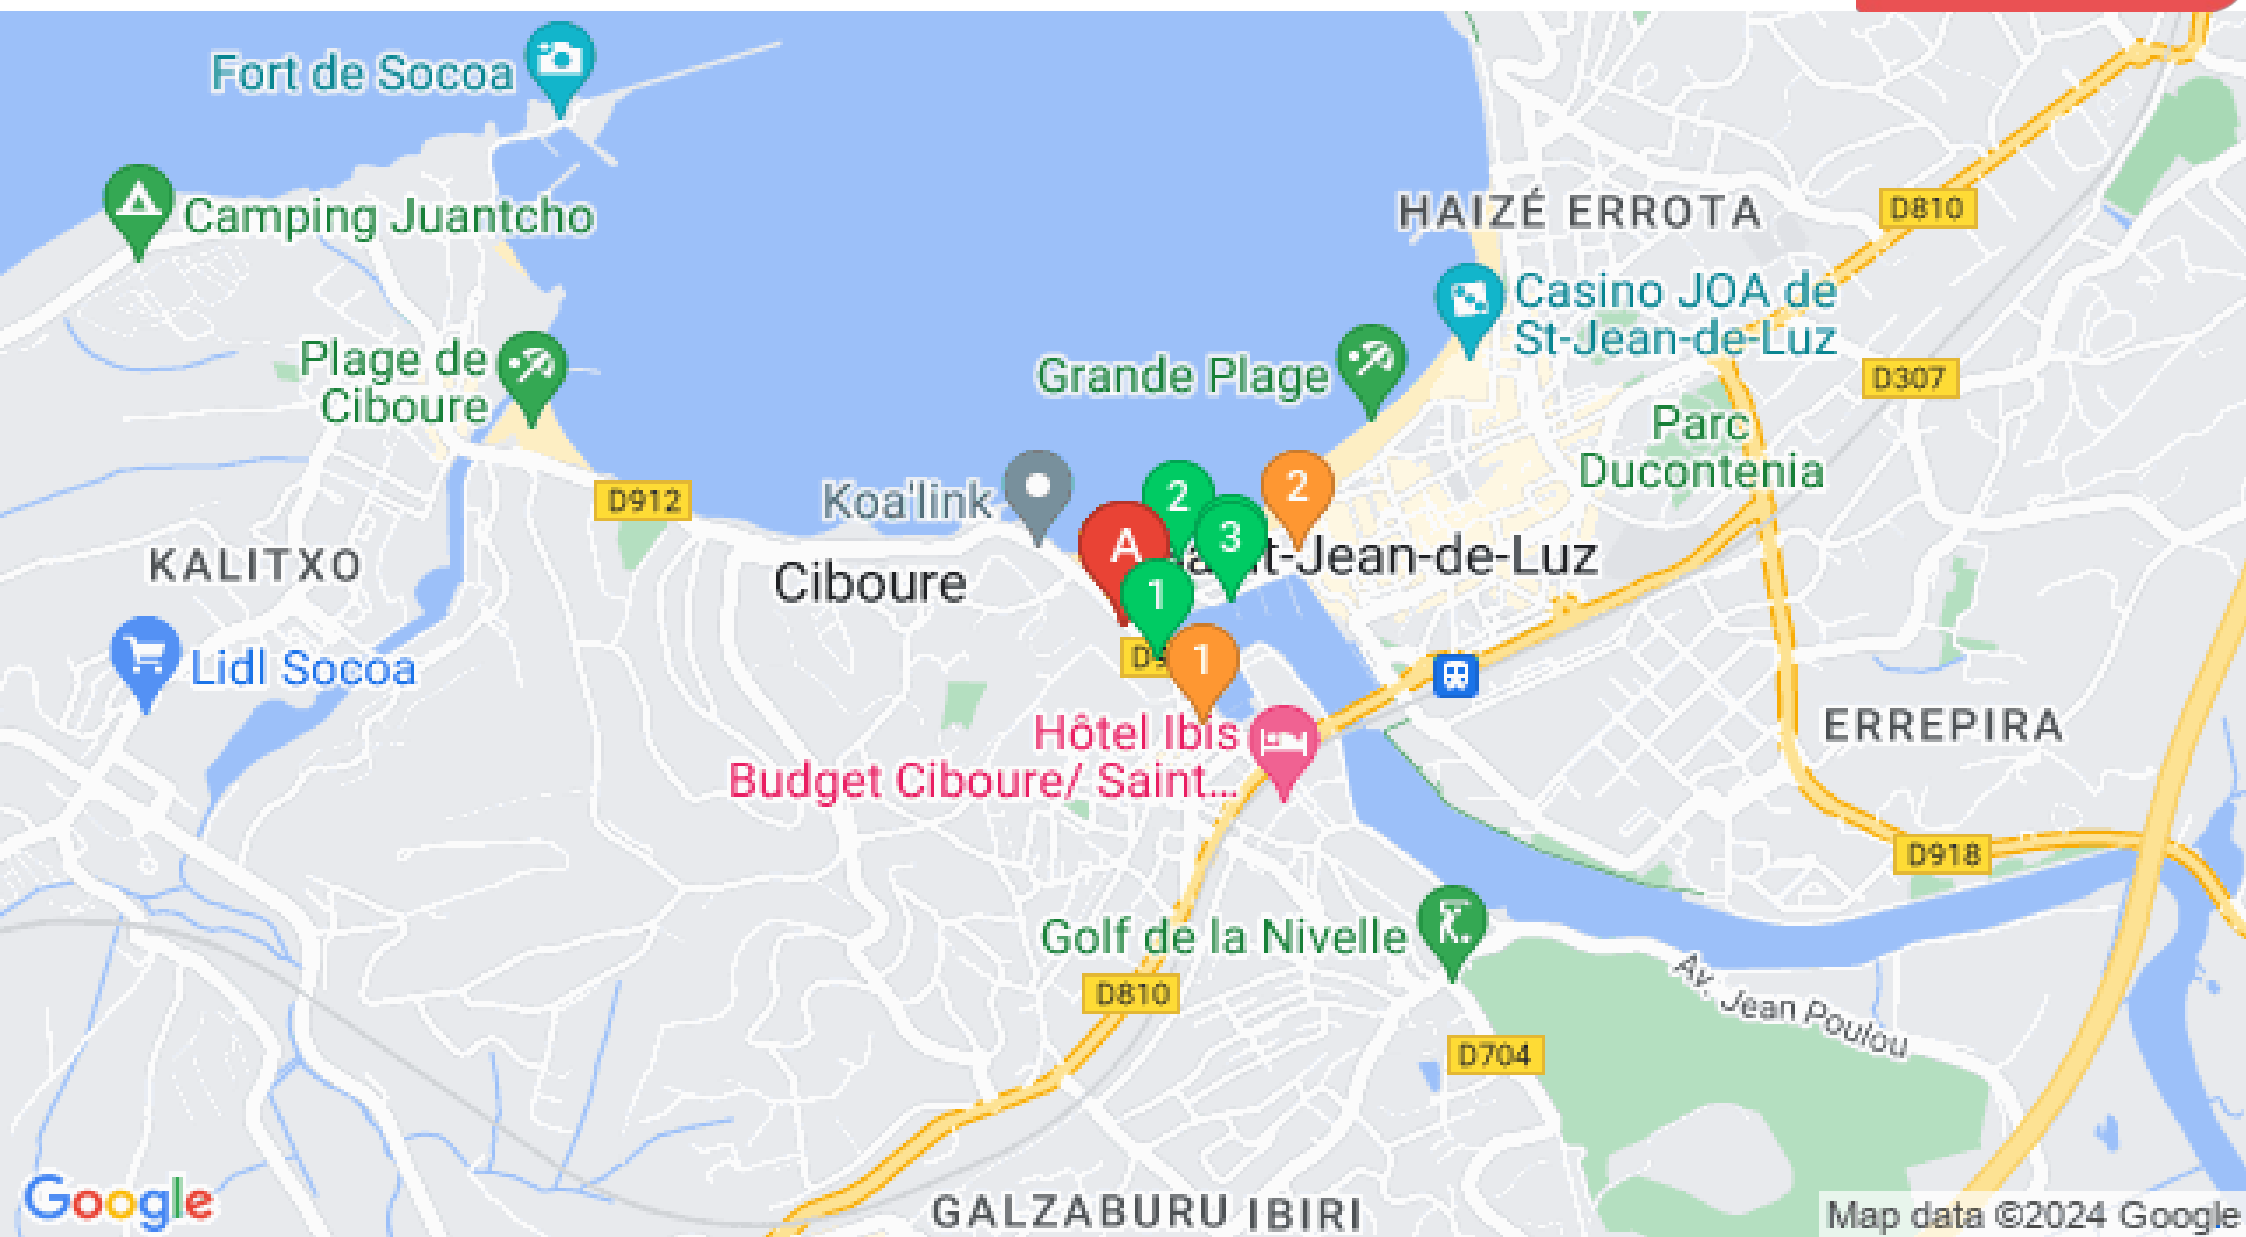 Fort de Socoa
Camping Juantcho
HAIZÉ ERROTA
D810
Casino JOA de
St-Jean-de-Luz
Plage de
Ciboure
Grande Plage
D307
Parc
Ducontenia
D912
Koa'link
2
3
2
A
1
Ciboure
t-Jean-de-Luz
KALITXO
1
Lidl Socoa
Hôtel Ibis
Budget Ciboure/ Saint...
ERREPIRA
D918
Golf de la Nivelle
D810
Av. Jean Poulou
D704
GALZABURU IBIRI
Google
Map data ©2024 Google